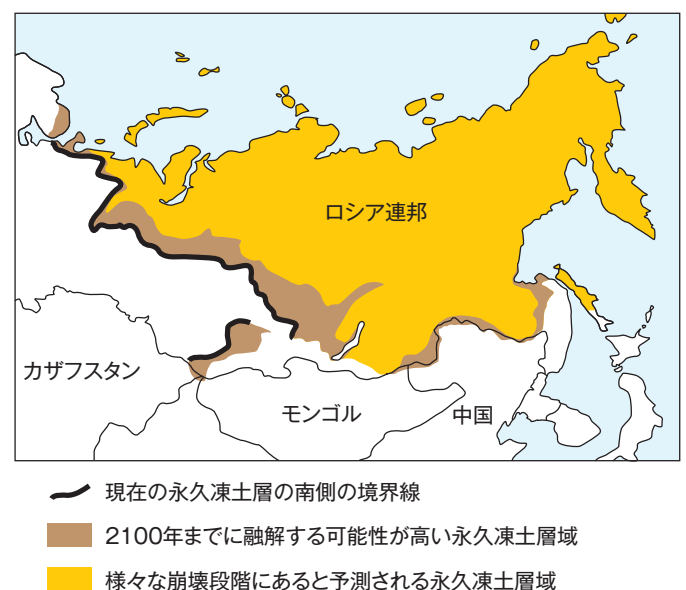 ロシア連邦
カザフスタン
モンゴル
中国
現在の永久凍土層の南側の境界線
2100年までに融解する可能性が高い永久凍土層域
様々な崩壊段階にあると予測される永久凍土層域